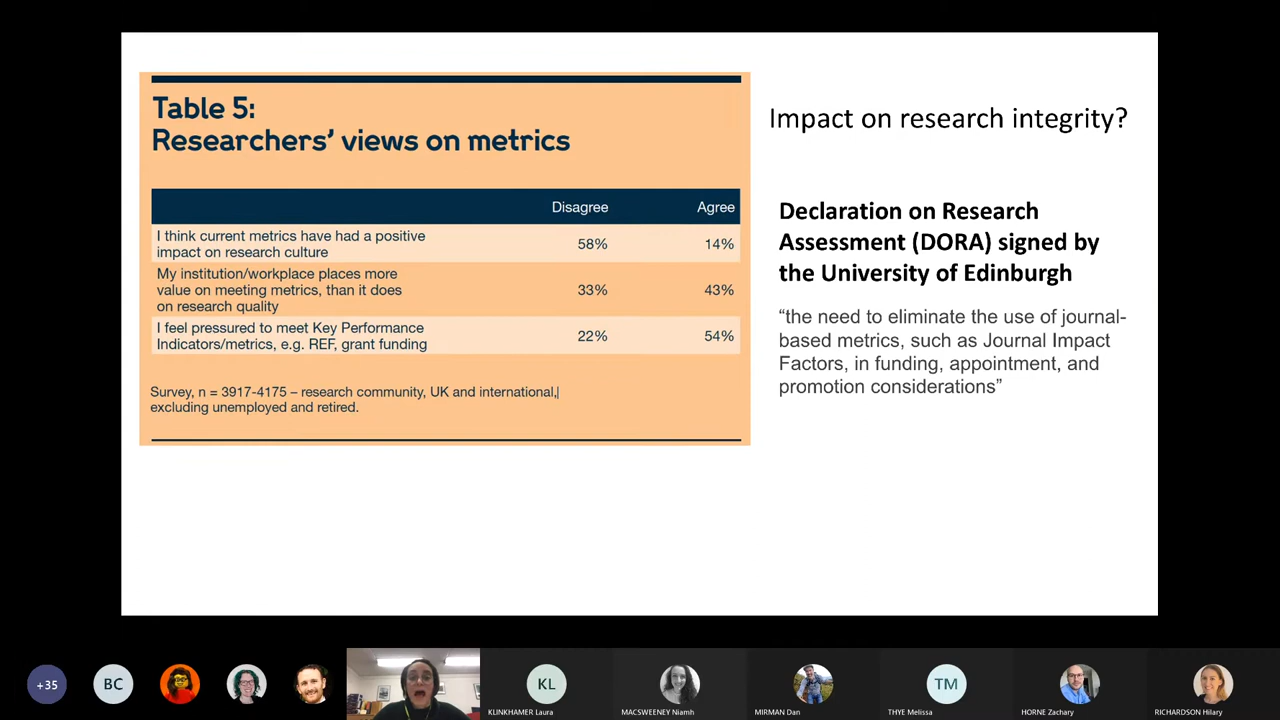 Table 5:
Researchers' views on metrics
Disagree Agree
I think current metrics have had a positive
impact on research culture
58% 14%
My institution/workplace places more
value on meeting metrics, than it does
on research quality
33% 43%
I feel pressured to meet Key Performance
Indicators/metrics, e.g. REF, grant funding
22% 54%
Survey, n = 3917-4175 – research community, UK and international,
excluding unemployed and retired.
Impact on research integrity?
Declaration on Research
Assessment (DORA) signed by
the University of Edinburgh
“the need to eliminate the use of journal-
based metrics, such as Journal Impact
Factors, in funding, appointment, and
promotion considerations”
+35
BC
KL
KLINKHAMER Laura
MACSWEENEY Niamh
MIRMAN Dan
TM
THYE Melissa
HORNE Zachary
RICHARDSON Hilary